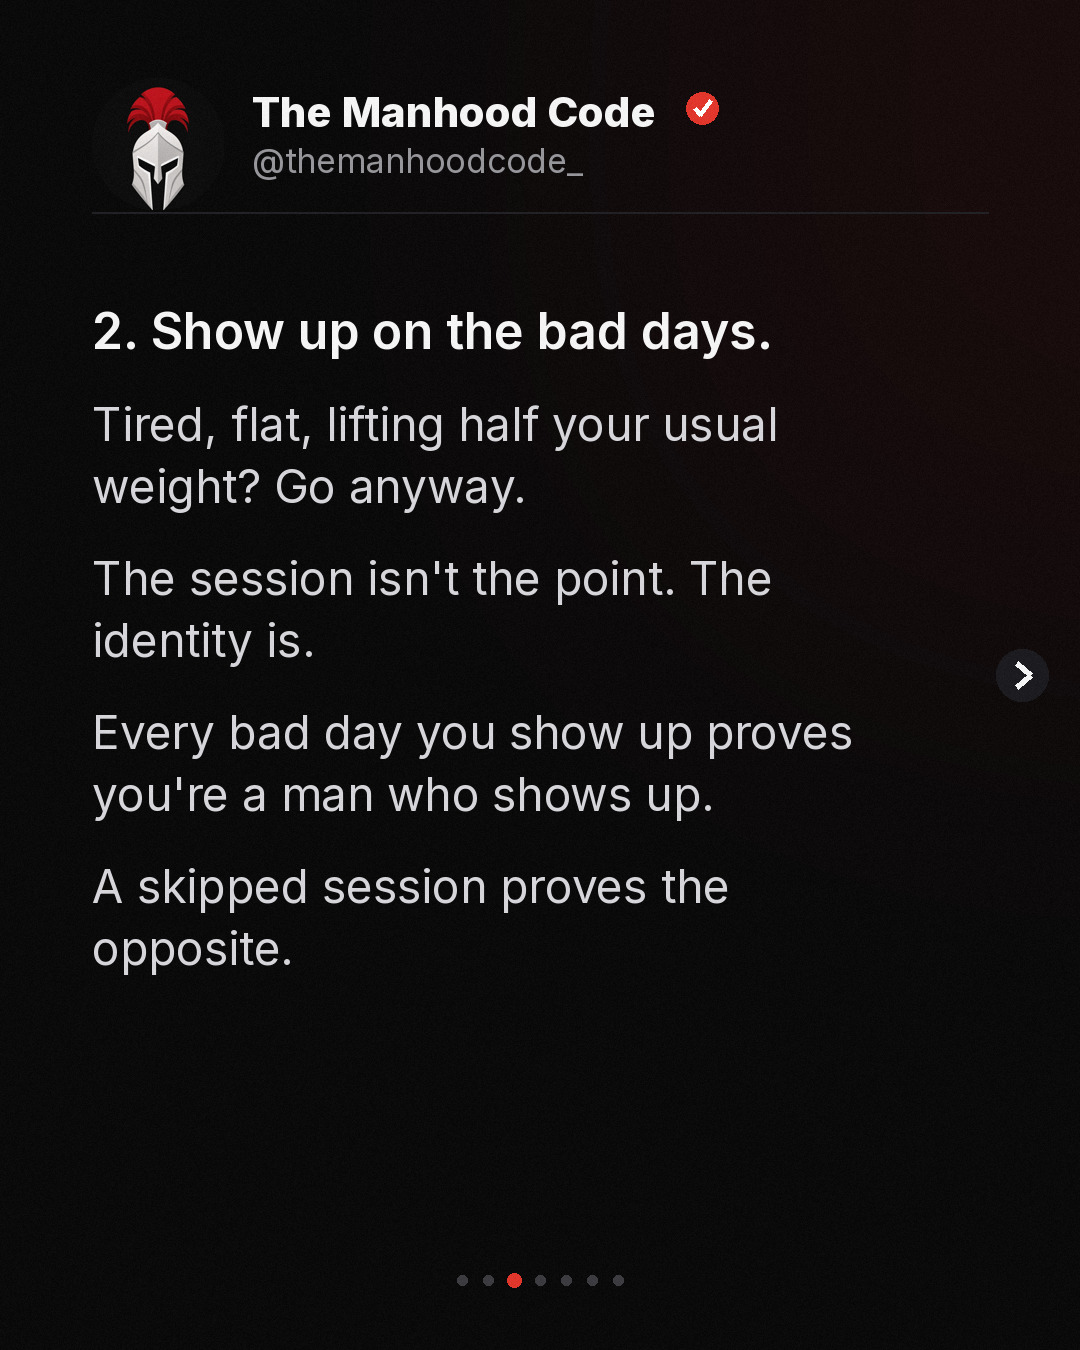 The Manhood Code
@themanhoodcode_
2. Show up on the bad days.
Tired, flat, lifting half your usual
weight? Go anyway.
The session isn't the point. The
identity is.
Every bad day you show up proves
you're a man who shows up.
A skipped session proves the
opposite.